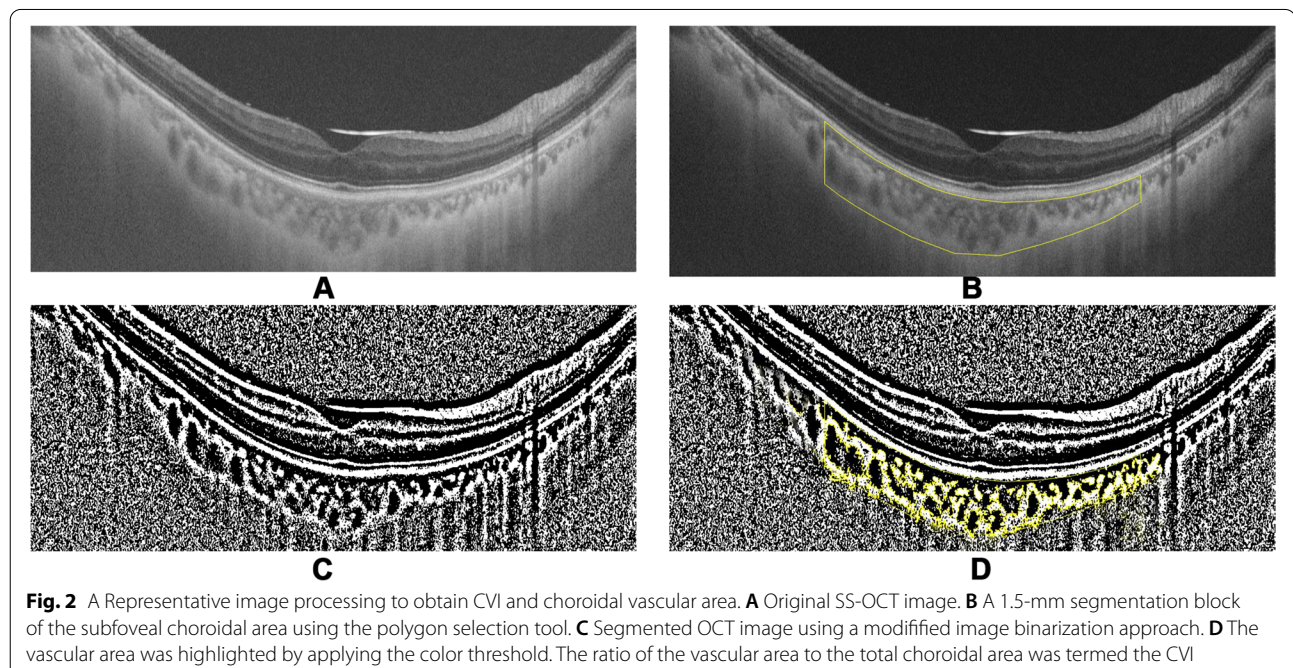 A
B
C
D
Fig. 2 A Representative image processing to obtain CVI and choroidal vascular area. A Original SS-OCT image. B A 1.5-mm segmentation block
of the subfoveal choroidal area using the polygon selection tool. C Segmented OCT image using a modifified image binarization approach. D The
vascular area was highlighted by applying the color threshold. The ratio of the vascular area to the total choroidal area was termed the CVI